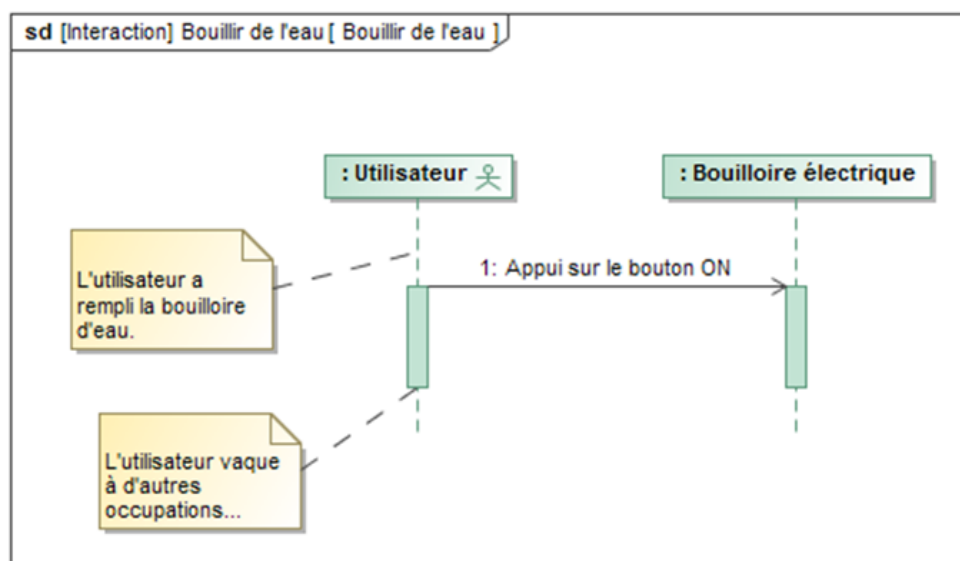 sd [Interaction] Bouillir de l'eau [ Bouillir de l'eau ]
: Utilisateur
: Bouilloire électrique
L'utilisateur a
rempli la bouilloire
d'eau.
1: Appui sur le bouton ON
L'utilisateur vaque
à d'autres
occupations...